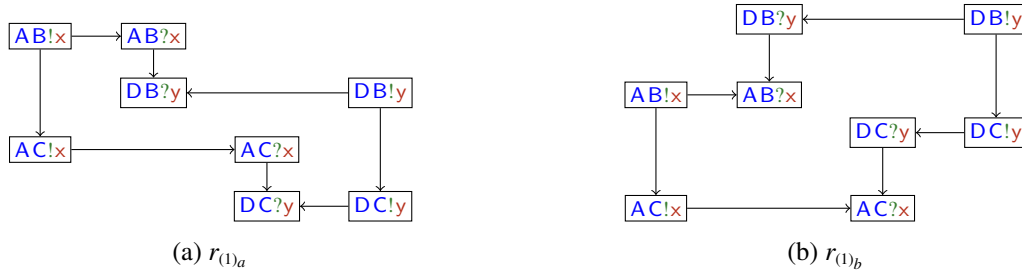 AB!x AB?x
DB?y DB!y
AC!x AC?x
DC?y DC!y
(a) r(1)a
DB?y DB!y
AB!x AB?x
DC?y DC!y
AC!x AC?x
(b) r(1)b